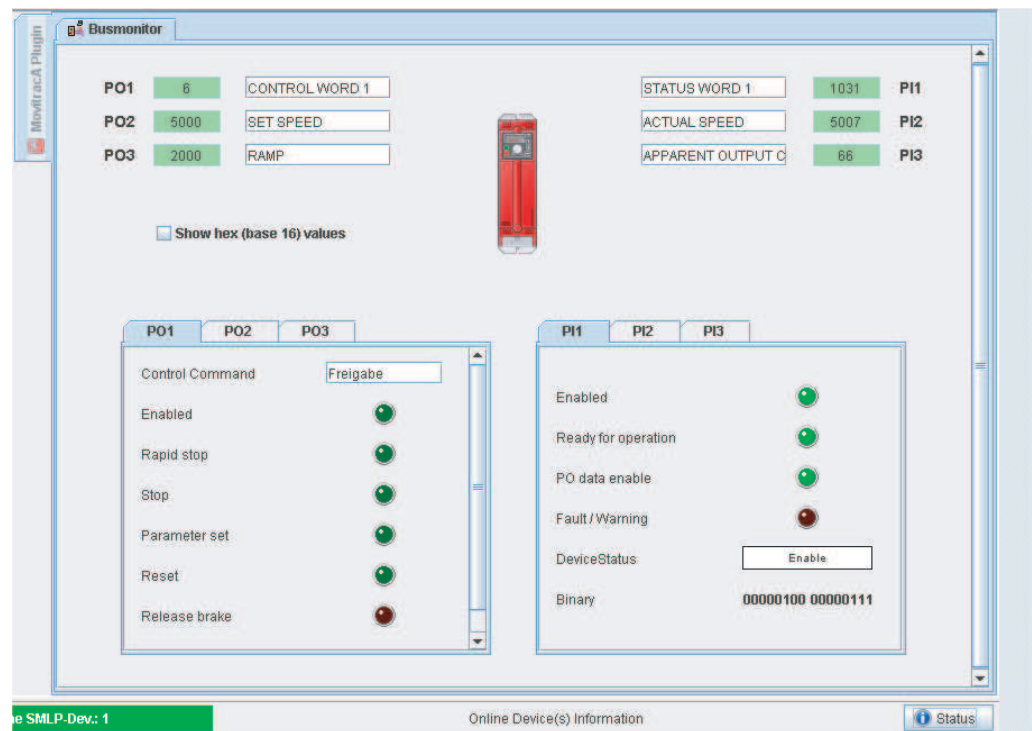 MovitracA Plugin
Busmonitor
PO1 6 CONTROL WORD 1 STATUS WORD 1 1031 PI1
PO2 5000 SET SPEED ACTUAL SPEED 5007 PI2
PO3 2000 RAMP APPARENT OUTPUT C 66 PI3
Show hex (base 16) values
PO1 PO2 PO3
Control Command Freigabe
Enabled
Rapid stop
Stop
Parameter set
Reset
Release brake
PI1 PI2 PI3
Enabled
Ready for operation
PO data enable
Fault / Warning
DeviceStatus Enable
Binary 00000100 00000111
ne SMLP-Dev.: 1 Online Device(s) Information Status